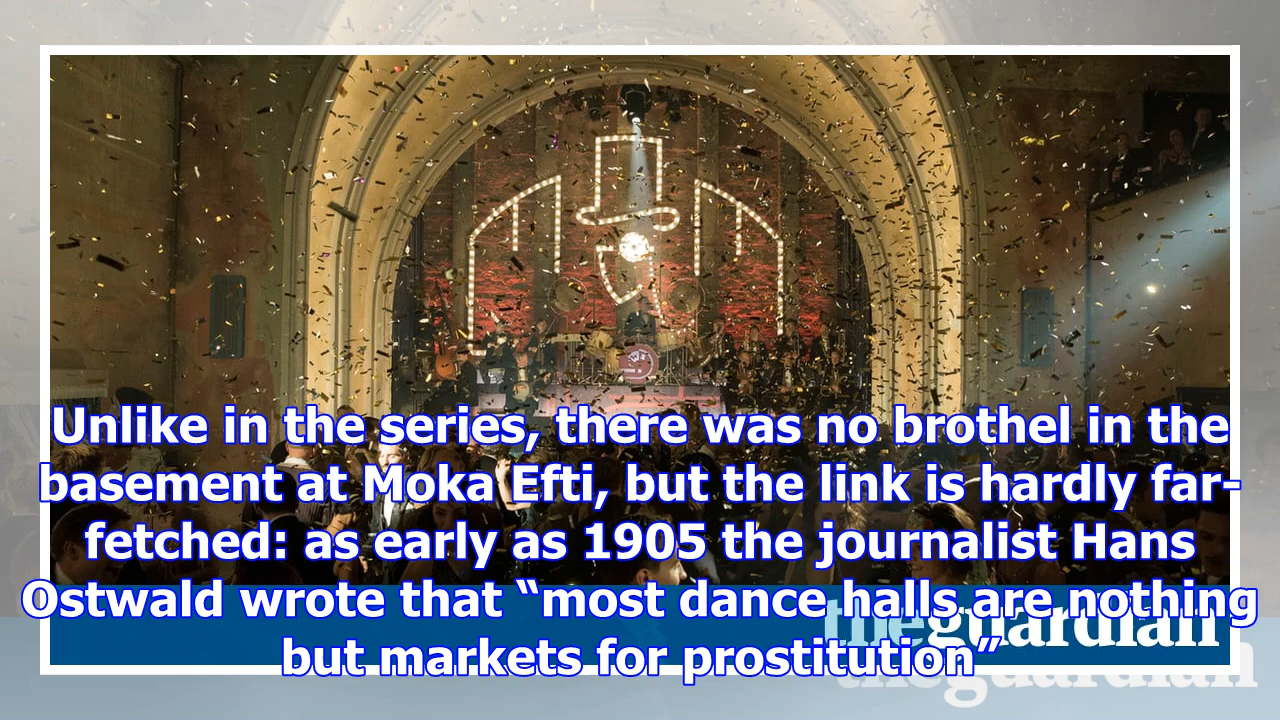 Unlike in the series, there was no brothel in the
basement at Moka Efti, but the link is hardly far-
fetched: as early as 1905 the journalist Hans
Ostwald wrote that “most dance halls are nothing
but markets for prostitution”
theguardian
theguardian